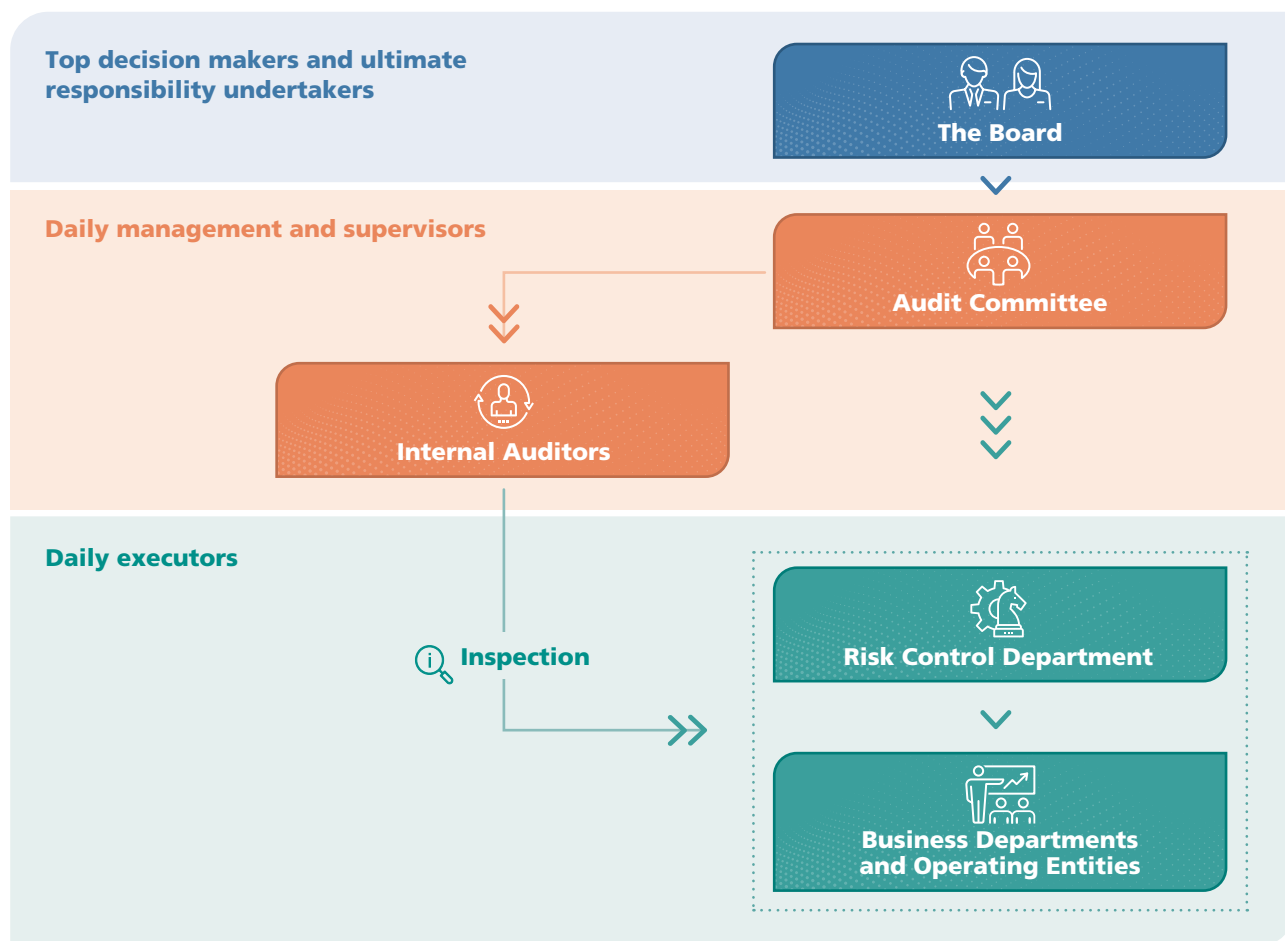 Top decision makers and ultimate
responsibility undertakers
The Board
Daily management and supervisors
Audit Committee
Internal Auditors
Daily executors
Risk Control Department
Inspection
Business Departments
and Operating Entities